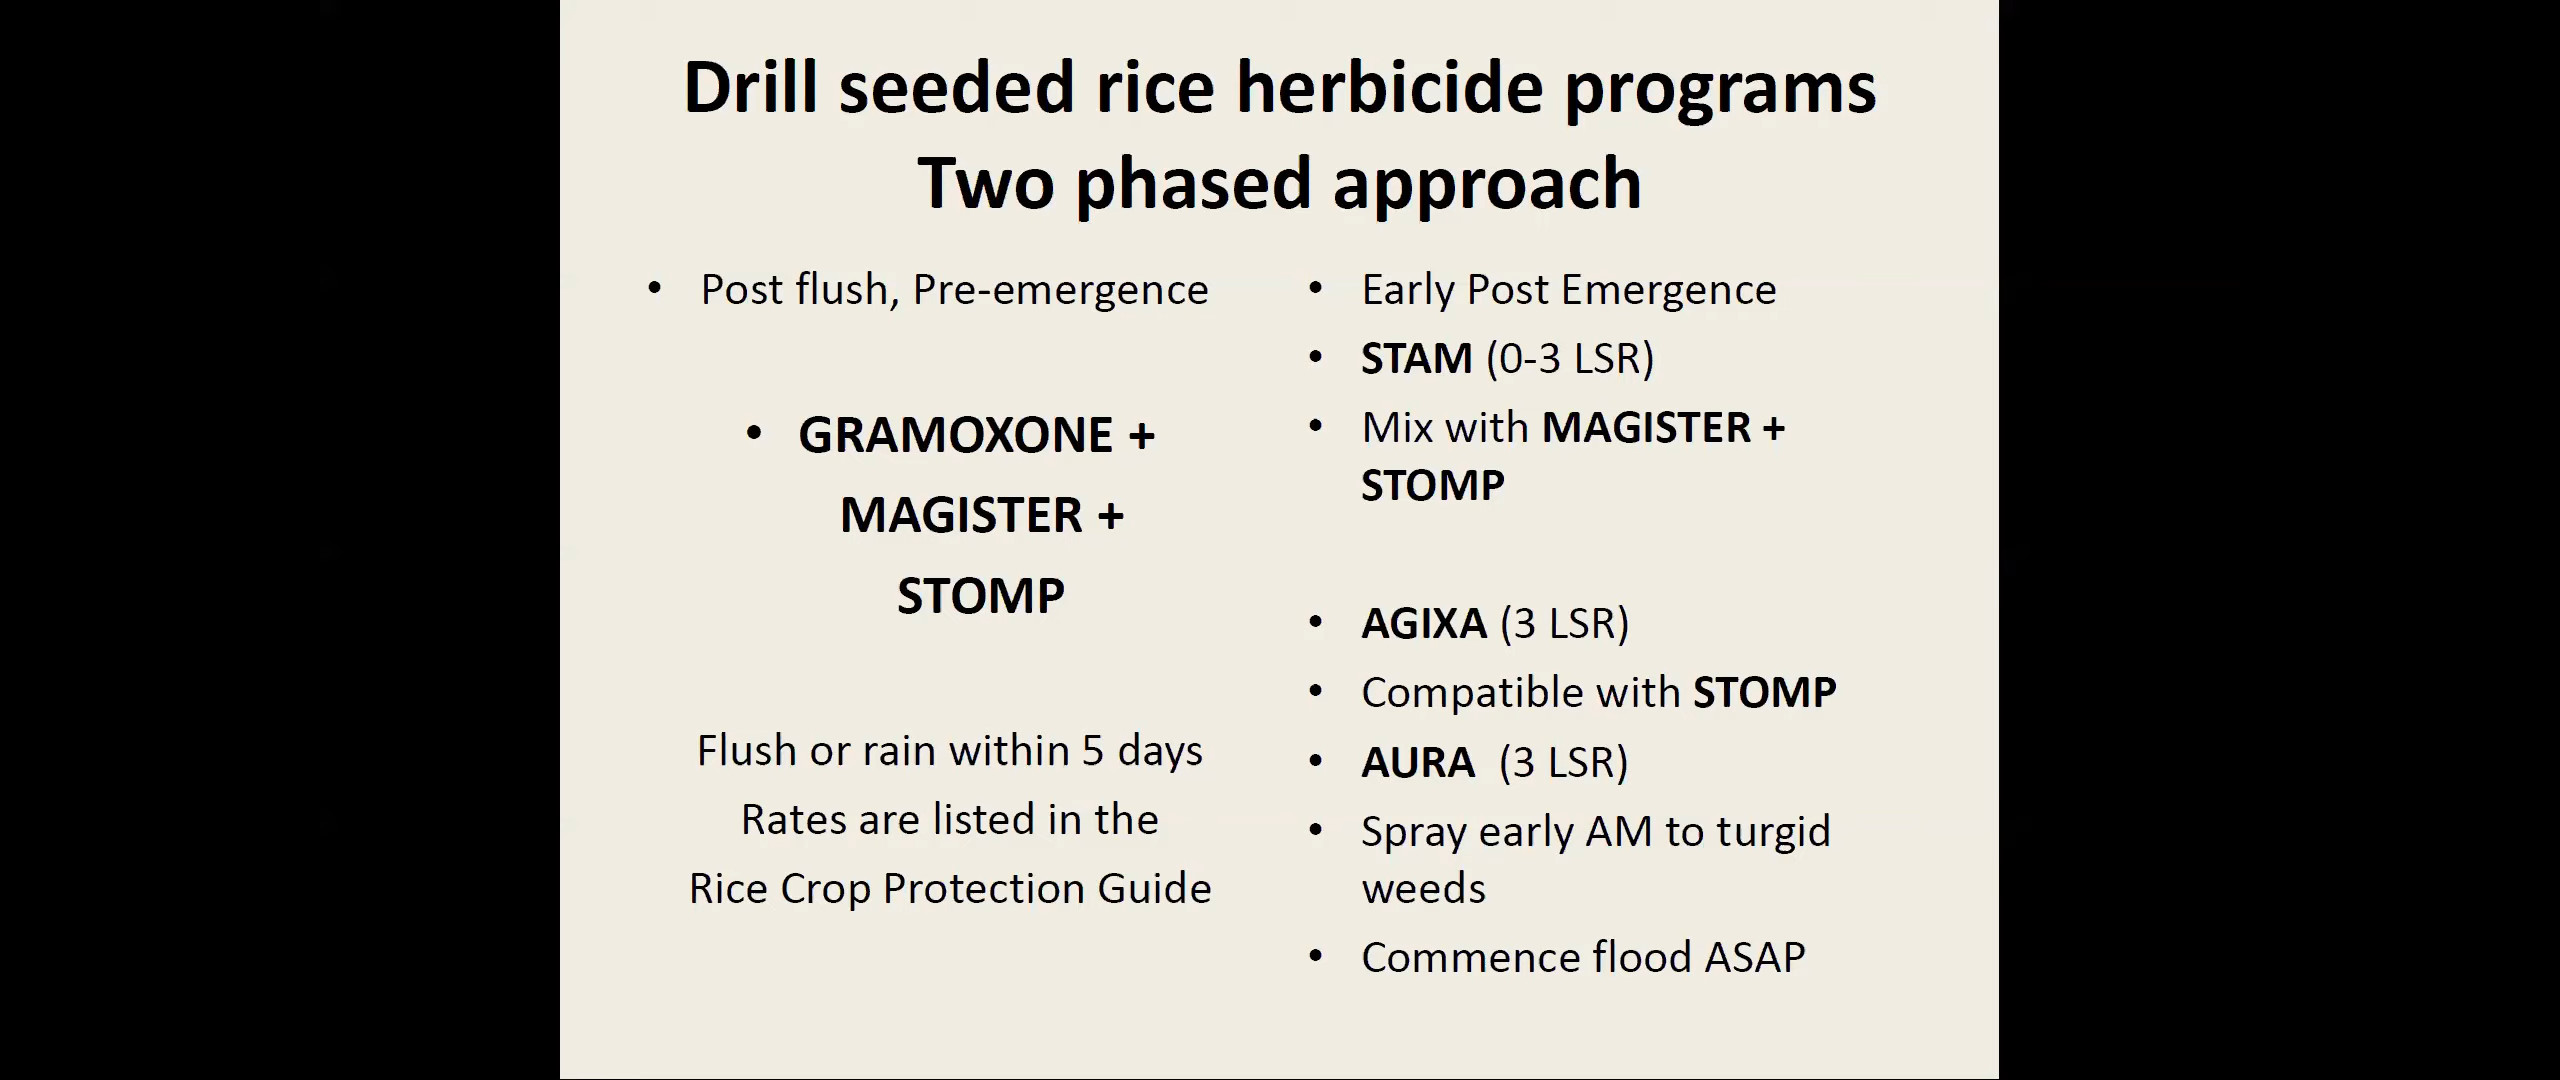 Drill seeded rice herbicide programs
Two phased approach
• Post flush, Pre-emergence
• GRAMOXONE +
MAGISTER +
STOMP
Flush or rain within 5 days
Rates are listed in the
Rice Crop Protection Guide
• Early Post Emergence
• STAM (0-3 LSR)
• Mix with MAGISTER +
STOMP
• AGIXA (3 LSR)
• Compatible with STOMP
• AURA (3 LSR)
• Spray early AM to turgid
weeds
• Commence flood ASAP